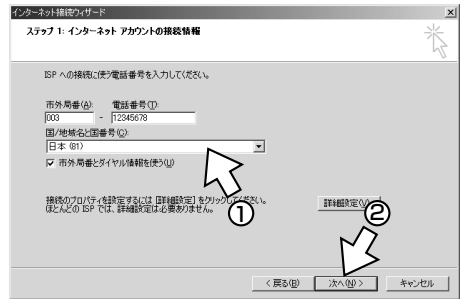 インターネット接続ウィザード
ステップ 1: インターネット アカウントの接続情報
ISP への接続に使う電話番号を入力してください。
市外局番(A): 電話番号(T):
003 - 12345678
国/地域名と国番号(C):
日本 (81)
市外局番とダイヤル情報を使う(U)
接続のプロパティを設定するには [詳細設定] をクリックしてください。
ほとんどの ISP では、詳細設定は必要ありません。
詳細設定(V)
① ②
< 戻る(B) 次へ(N) > キャンセル